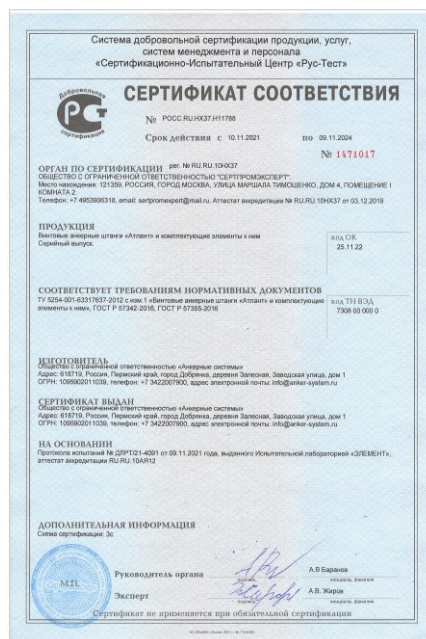 Система добровольной сертификации продукции, услуг,
систем менеджмента и персонала
«Сертификационно-Испытательный Центр «Рус-Тест»
Добровольная
сертификация
СЕРТИФИКАТ СООТВЕТСТВИЯ
№ РОСС.RU.НХ37.Н11788
Срок действия с 10.11.2021 по 09.11.2024
№ 1471017
ОРГАН ПО СЕРТИФИКАЦИИ рег. № RU.RU.10НХ37
ОБЩЕСТВО С ОГРАНИЧЕННОЙ ОТВЕТСТВЕННОСТЬЮ "СЕРТПРОМЭКСПЕРТ".
Место нахождения: 121359, РОССИЯ, ГОРОД МОСКВА, УЛИЦА МАРШАЛА ТИМОШЕНКО, ДОМ 4, ПОМЕЩЕНИЕ I
КОМНАТА 2
Телефон: +7 4953906318, email: sertpromexpert@mail.ru. Аттестат аккредитации № RU.RU.10НХ37 от 03.12.2019
ПРОДУКЦИЯ
Винтовые анкерные штанги «Атлант» и комплектующие элементы к ним
Серийный выпуск.
код ОК
25.11.22
СООТВЕТСТВУЕТ ТРЕБОВАНИЯМ НОРМАТИВНЫХ ДОКУМЕНТОВ
ТУ 5254-001-63317637-2012 с изм.1 «Винтовые анкерные штанги «Атлант» и комплектующие
элементы к ним», ГОСТ Р 57342-2016, ГОСТ Р 57355-2016
код ТН ВЭД
7308 00 000 0
ИЗГОТОВИТЕЛЬ
Общество с ограниченной ответственностью «Анкерные системы»
Адрес: 618719, Россия, Пермский край, город Добрянка, деревня Залесная, Заводская улица, дом 1
ОГРН: 1095902011039, телефон: +7 3422007900, адрес электронной почты: info@anker-system.ru
СЕРТИФИКАТ ВЫДАН
Общество с ограниченной ответственностью «Анкерные системы»
Адрес: 618719, Россия, Пермский край, город Добрянка, деревня Залесная, Заводская улица, дом 1
ОГРН: 1095902011039, телефон: +7 3422007900, адрес электронной почты: info@anker-system.ru
НА ОСНОВАНИИ
Протокола испытаний № ДЛРТ/21-4091 от 09.11.2021 года, выданного Испытательной лабораторией «ЭЛЕМЕНТ»,
аттестат аккредитации RU.RU.10АR12
ДОПОЛНИТЕЛЬНАЯ ИНФОРМАЦИЯ
Схема сертификации: 3с
М.П.
Руководитель органа
подпись
А.В Баранов
инициалы, фамилия
Эксперт
подпись
А.В. Жиров
инициалы, фамилия
Сертификат не применяется при обязательной сертификации